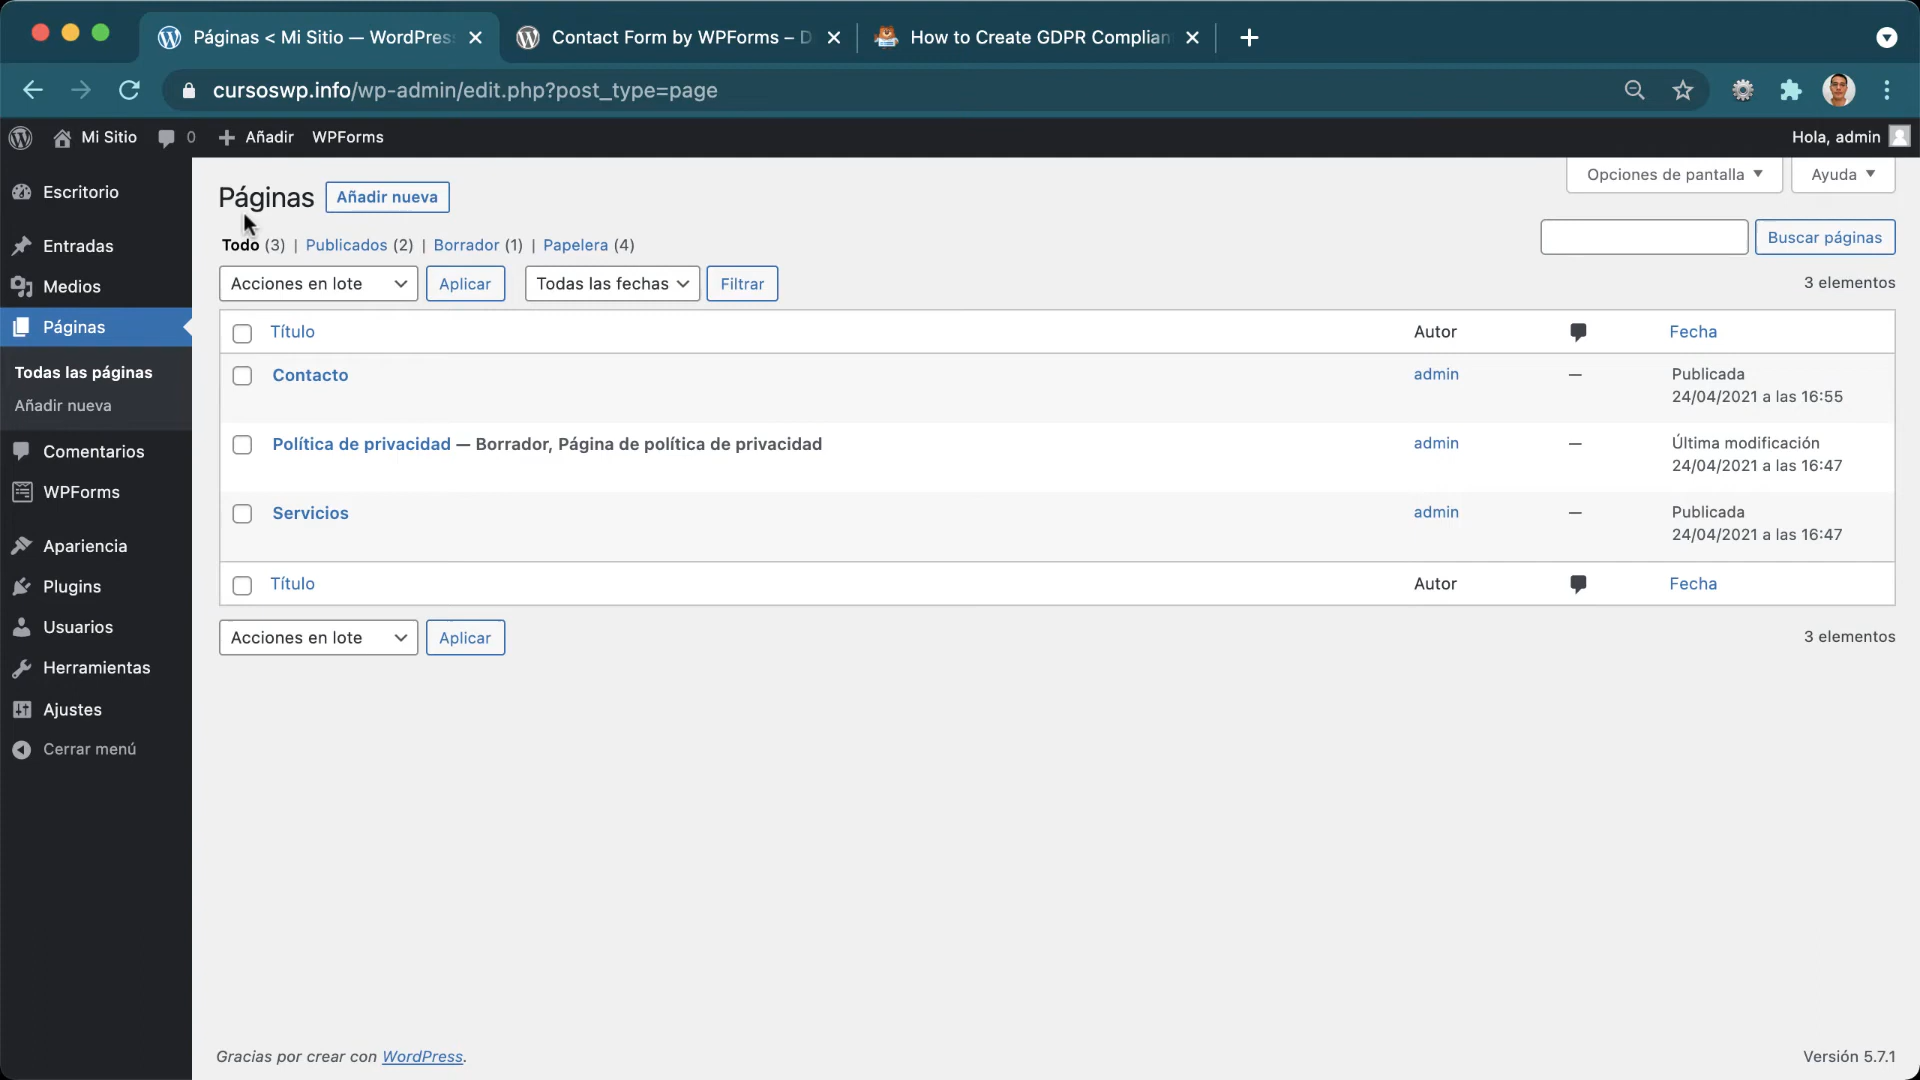 Páginas < Mi Sitio — WordPres
Contact Form by WPForms – D
How to Create GDPR Complian
cursoswp.info/wp-admin/edit.php?post_type=page
Mi Sitio
0
Añadir
WPForms
Hola, admin
Escritorio
Entradas
Medios
Páginas
Todas las páginas
Añadir nueva
Comentarios
WPForms
Apariencia
Plugins
Usuarios
Herramientas
Ajustes
Cerrar menú
Páginas
Añadir nueva
Opciones de pantalla
Ayuda
Todo (3) | Publicados (2) | Borrador (1) | Papelera (4)
Buscar páginas
Acciones en lote
Aplicar
Todas las fechas
Filtrar
3 elementos
Título
Autor
Fecha
Contacto
admin
—
Publicada
24/04/2021 a las 16:55
Política de privacidad — Borrador, Página de política de privacidad
admin
—
Última modificación
24/04/2021 a las 16:47
Servicios
admin
—
Publicada
24/04/2021 a las 16:47
Título
Autor
Fecha
Acciones en lote
Aplicar
3 elementos
Gracias por crear con WordPress.
Versión 5.7.1